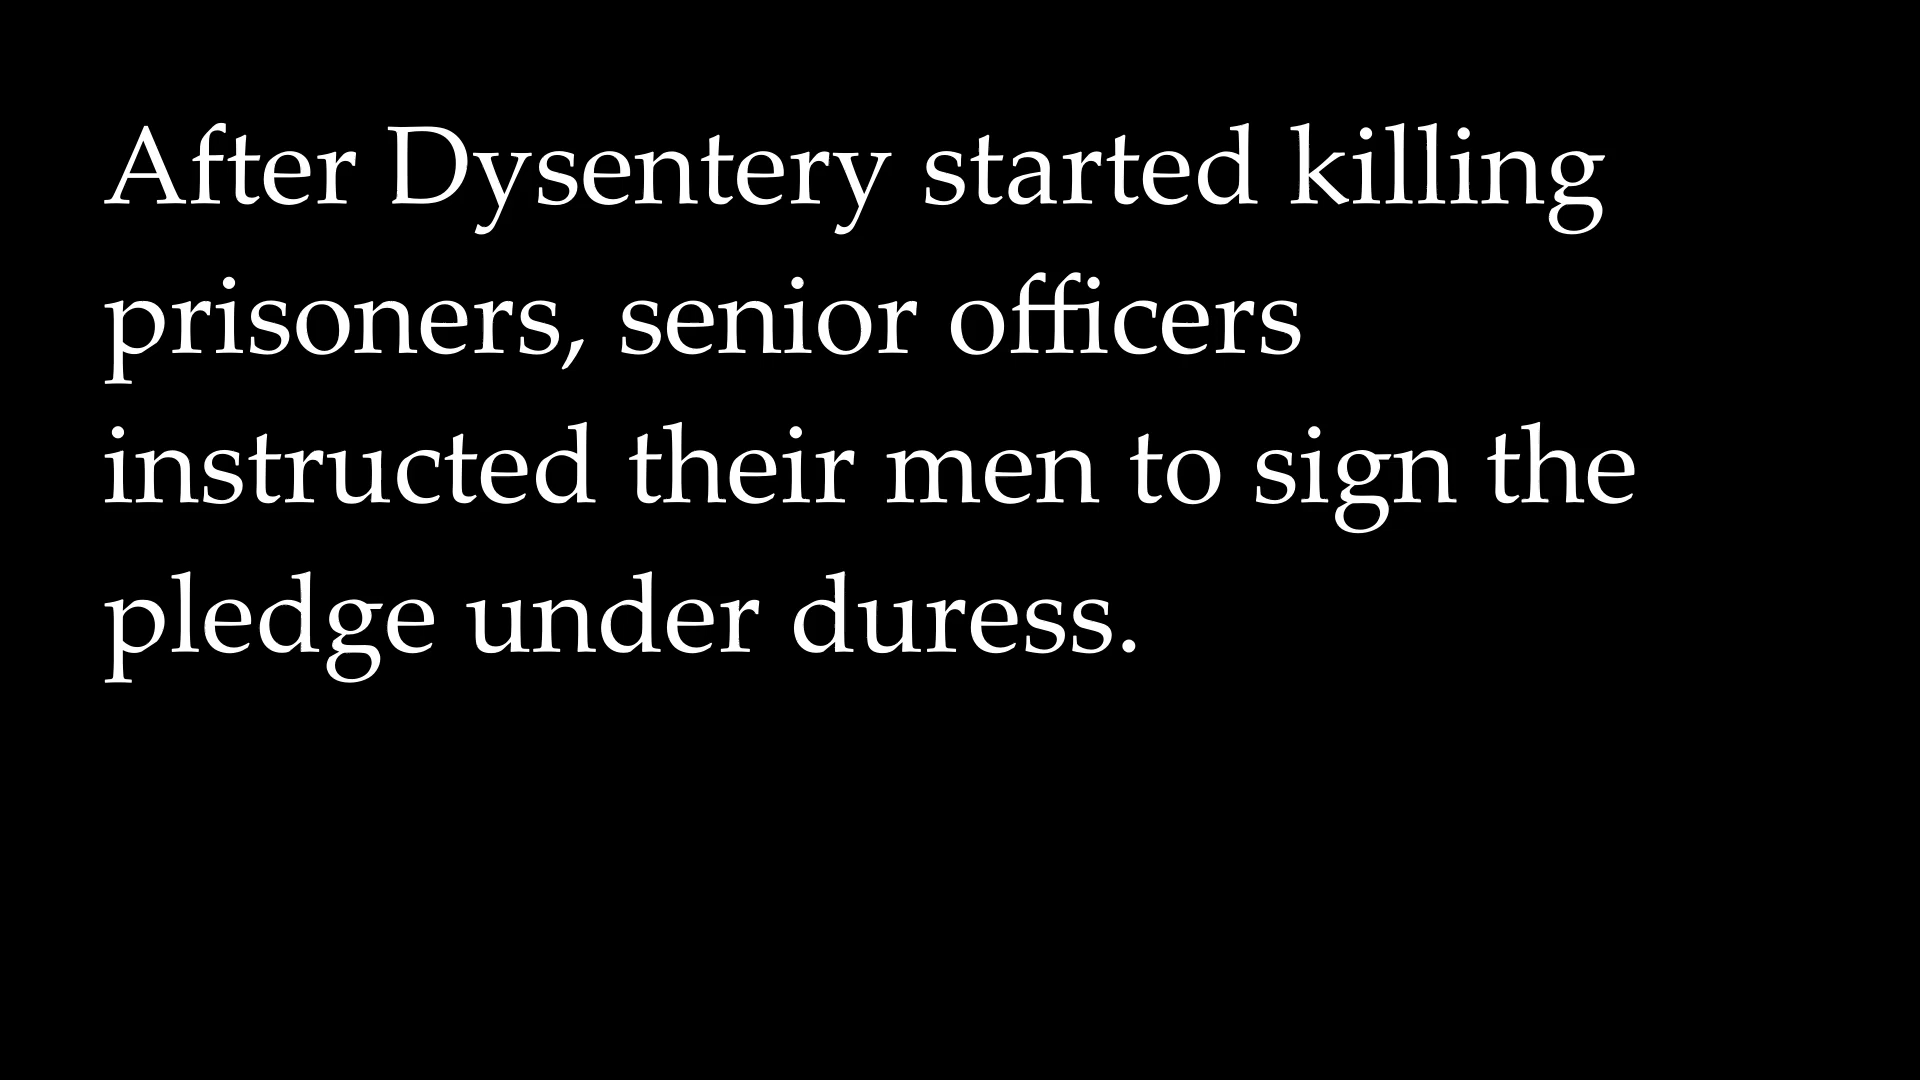 After Dysentery started killing
prisoners, senior officers
instructed their men to sign the
pledge under duress.